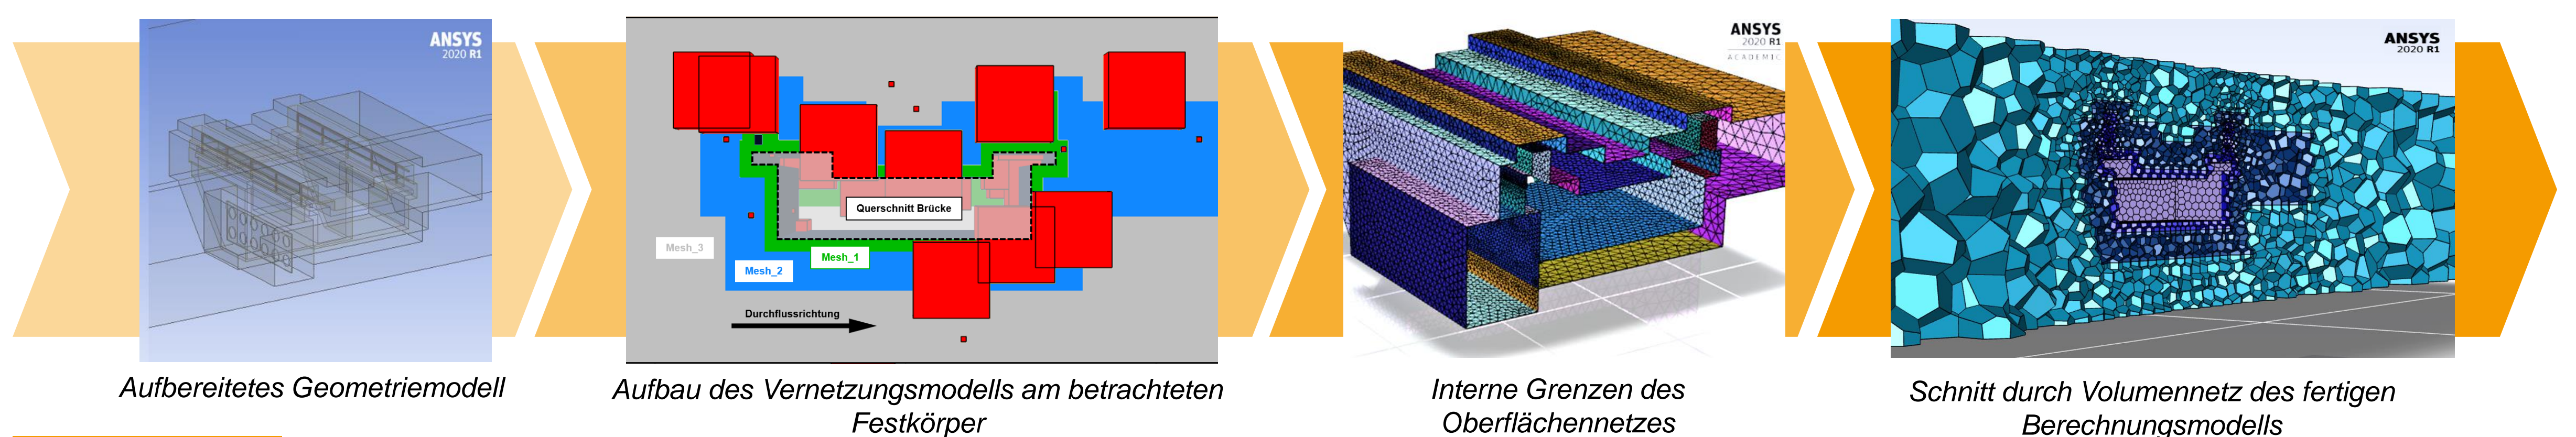 ANSYS
2020 R1
Aufbereitetes Geometriemodell
Querschnitt Brücke
Mesh_3
Mesh_2
Mesh_1
Durchflussrichtung
Aufbau des Vernetzungsmodells am betrachteten
Festkörper
ANSYS
2020 R1
ACADEMIC
Interne Grenzen des
Oberflächennetzes
ANSYS
2020 R1
Schnitt durch Volumennetz des fertigen
Berechnungsmodells